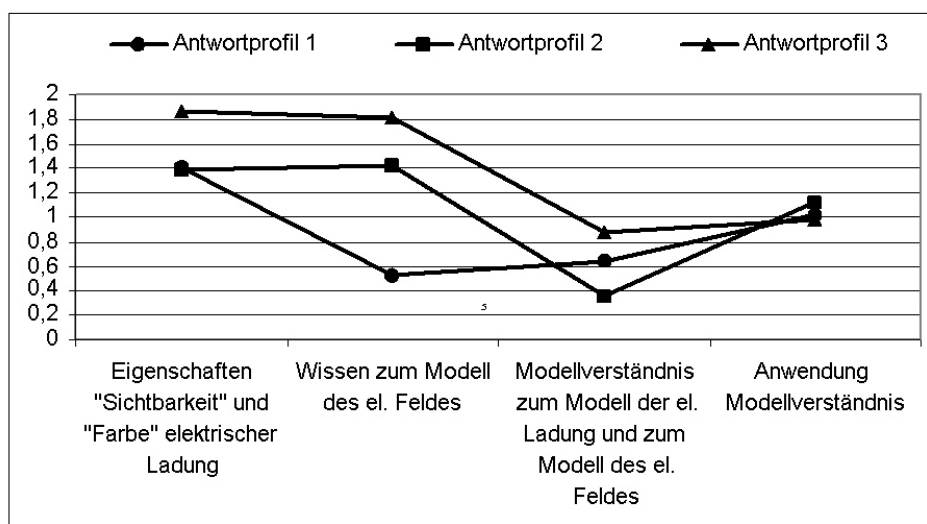 Antwortprofil 1 Antwortprofil 2 Antwortprofil 3
2
1,8
1,6
1,4
1,2
1
0,8
0,6
0,4
0,2
0
5
Eigenschaften
"Sichtbarkeit" und
"Farbe" elektrischer
Ladung
Wissen zum Modell
des el. Feldes
Modellverständnis
zum Modell der el.
Ladung und zum
Modell des el.
Feldes
Anwendung
Modellverständnis